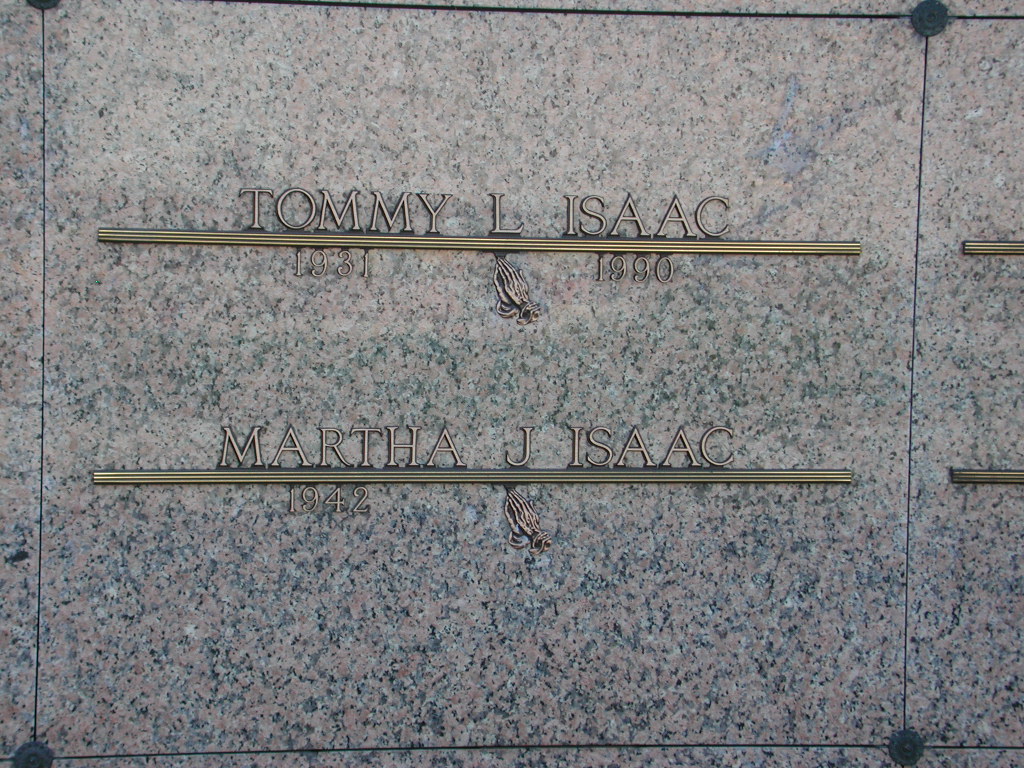 TOMMY L ISAAC
1931 1990
MARTHA J ISAAC
1942